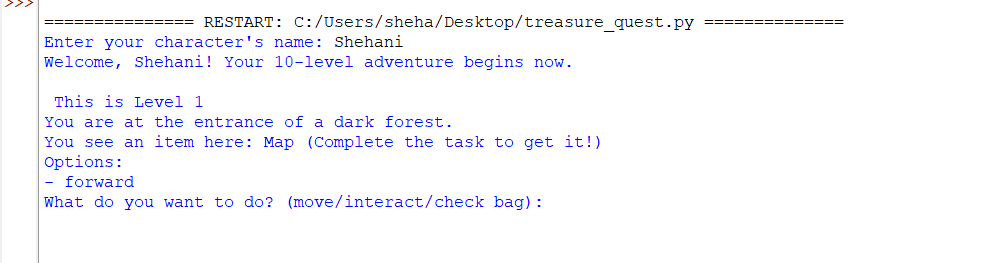 >>>
=============== RESTART: C:/Users/sheha/Desktop/treasure_quest.py ==============
Enter your character's name: Shehani
Welcome, Shehani! Your 10-level adventure begins now.
This is Level 1
You are at the entrance of a dark forest.
You see an item here: Map (Complete the task to get it!)
Options:
- forward
What do you want to do? (move/interact/check bag):